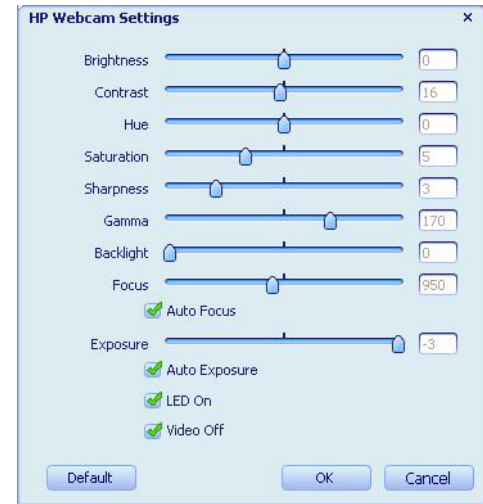 HP Webcam Settings ×
Brightness 0
Contrast 16
Hue 0
Saturation 5
Sharpness 3
Gamma 170
Backlight 0
Focus 950
Auto Focus
Exposure -3
Auto Exposure
LED On
Video Off
Default OK Cancel